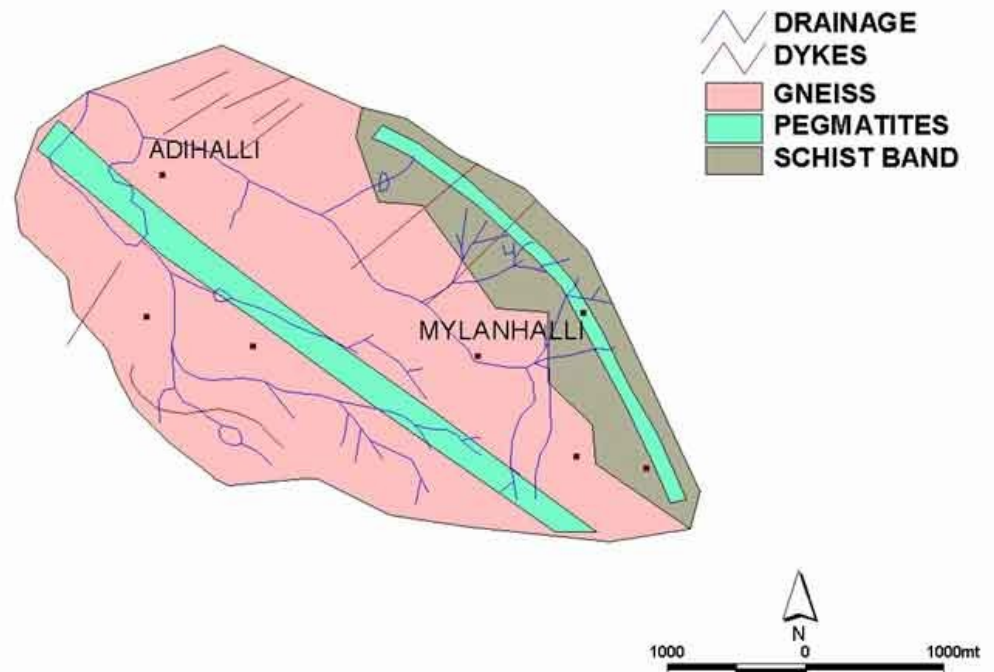 DRAINAGE
DYKES
GNEISS
PEGMATITES
SCHIST BAND
ADIHALLI
MYLANHALLI
N
1000 0 1000mt